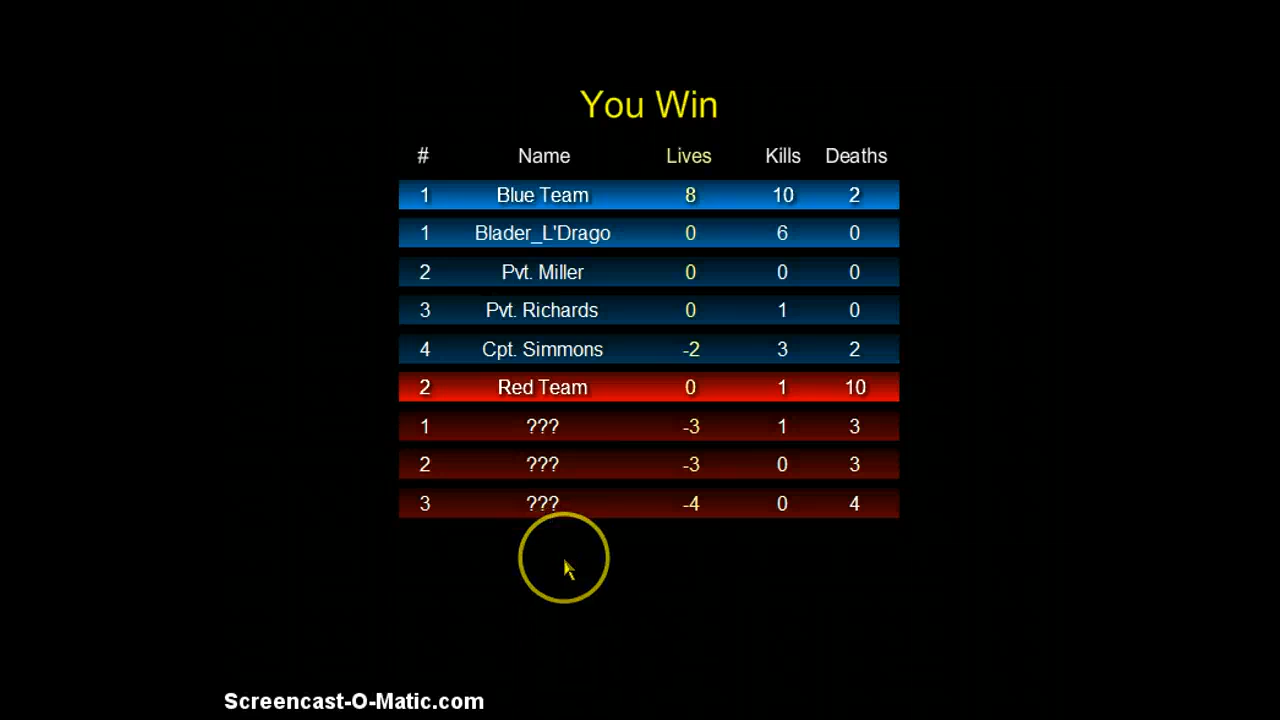 You Win
# Name Lives Kills Deaths
1 Blue Team 8 10 2
1 Blader_L'Drago 0 6 0
2 Pvt. Miller 0 0 0
3 Pvt. Richards 0 1 0
4 Cpt. Simmons -2 3 2
2 Red Team 0 1 10
1 ??? -3 1 3
2 ??? -3 0 3
3 ??? -4 0 4
Screencast-O-Matic.com